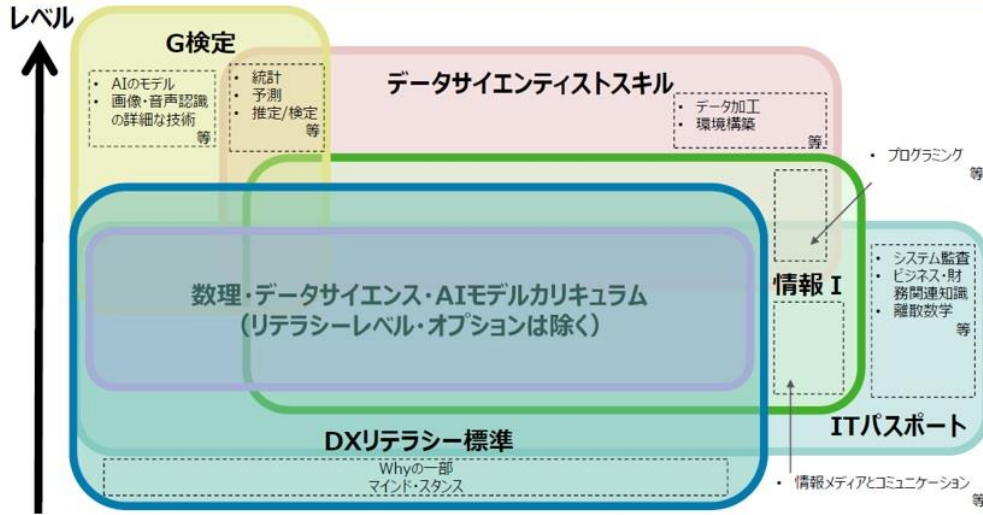 レベル
G検定
• AIのモデル
• 画像・音声認識
の詳細な技術
等
• 統計
• 予測
• 推定/検定
等
データサイエンティストスキル
• データ加工
• 環境構築
等
• プログラミング
等
情報Ⅰ
• システム監査
• ビジネス・財
務関連知識
• 離散数学
等
数理・データサイエンス・AIモデルカリキュラム
（リテラシーレベル・オプションは除く）
ITパスポート
DXリテラシー標準
Whyの一部
マインド・スタンス
• 情報メディアとコミュニケーション
等